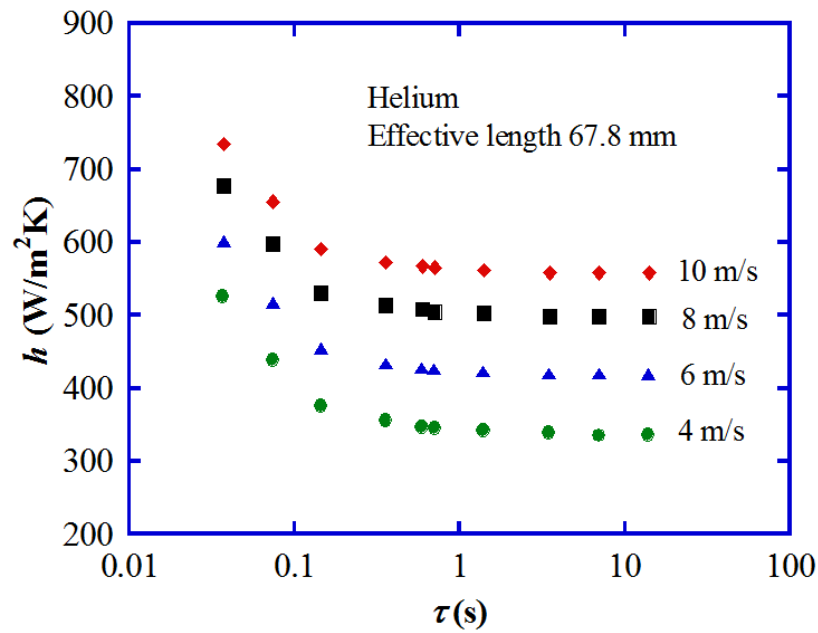 900
800
700
600
500
400
300
200
h (W/m²K)
Helium
Effective length 67.8 mm
10 m/s
8 m/s
6 m/s
4 m/s
0.01
0.1
1
10
100
τ (s)